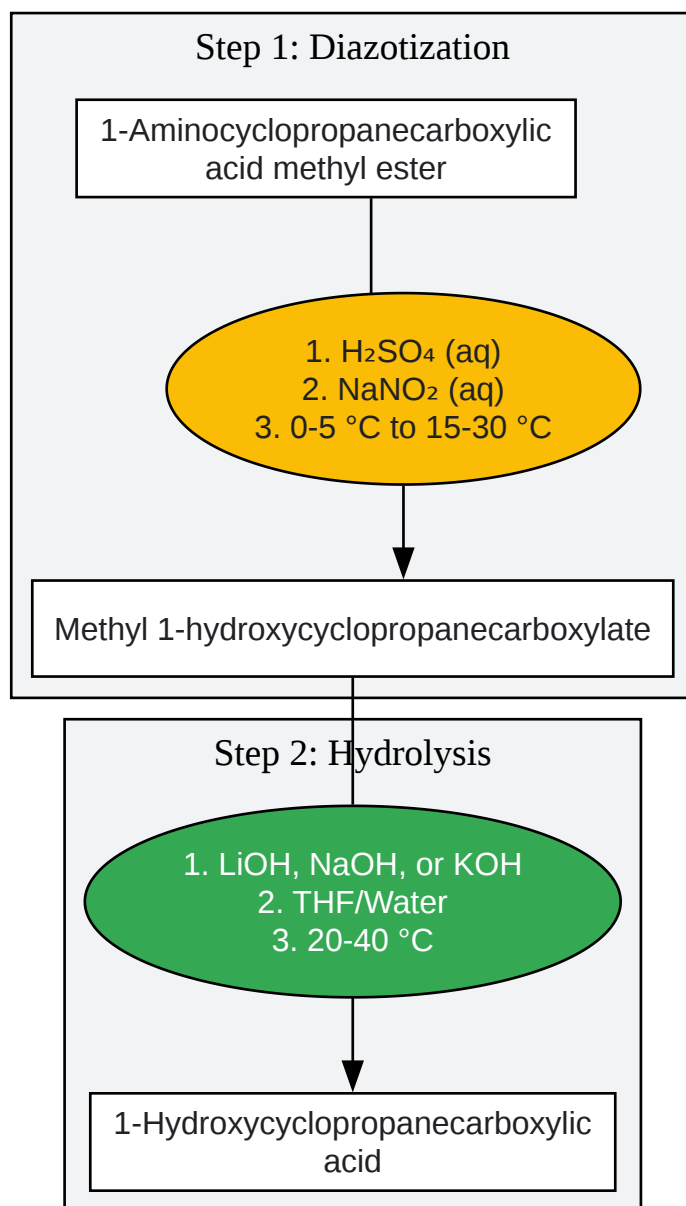 Step 1: Diazotization
1-Aminocyclopropanecarboxylic
acid methyl ester
1. H₂SO₄ (aq)
2. NaNO₂ (aq)
3. 0-5 °C to 15-30 °C
Methyl 1-hydroxycyclopropanecarboxylate
Step 2: Hydrolysis
1. LiOH, NaOH, or KOH
2. THF/Water
3. 20-40 °C
1-Hydroxycyclopropanecarboxylic
acid